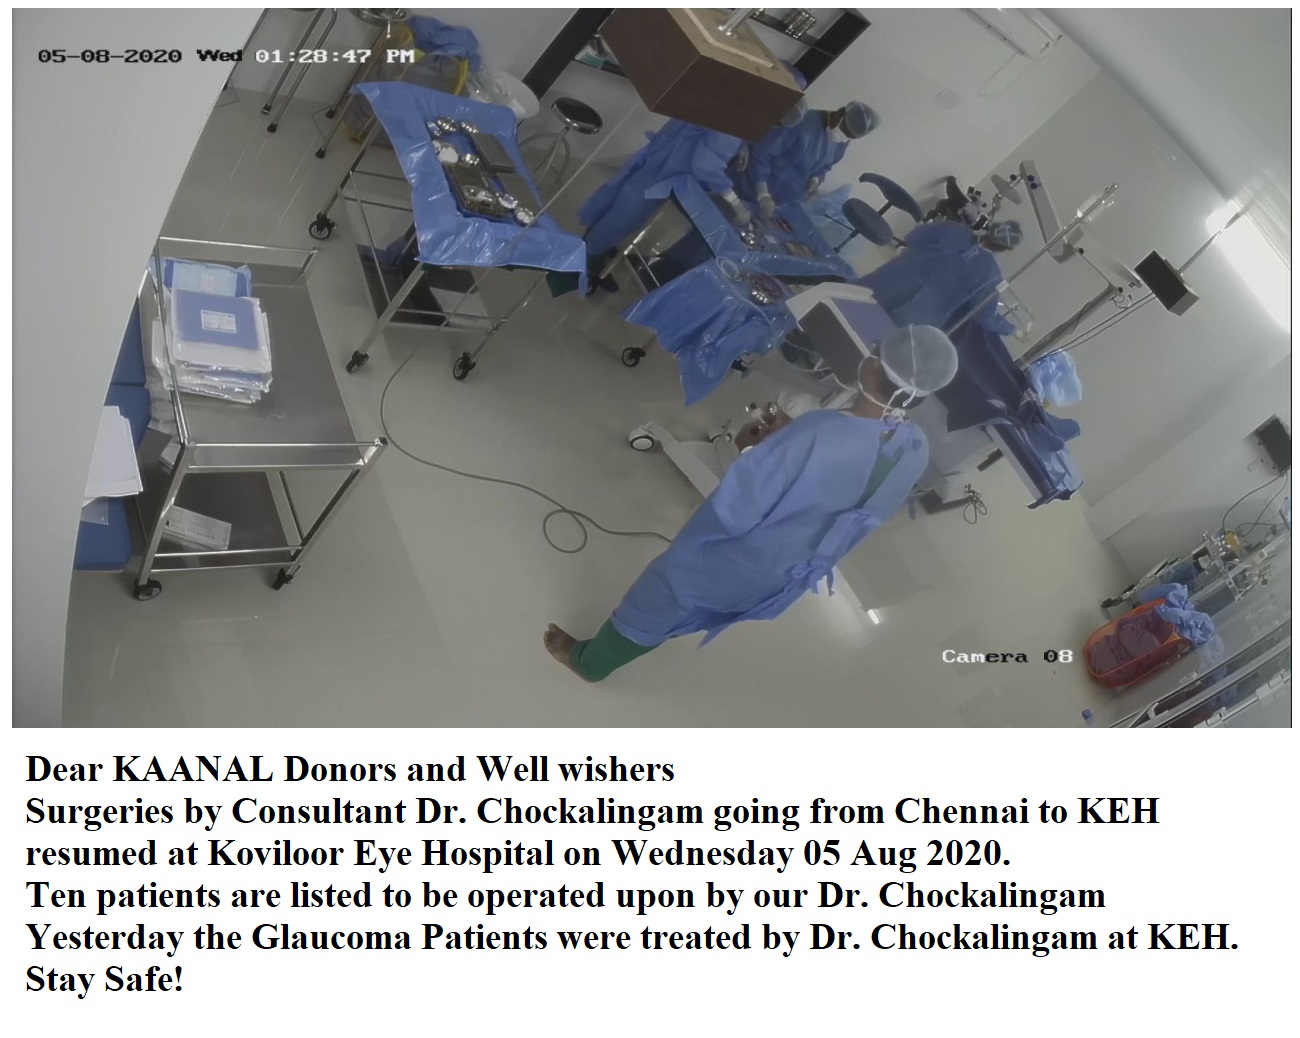 05-08-2020 Wed 01:28:47 PM
Camera 08
Dear KAANAL Donors and Well wishers
Surgeries by Consultant Dr. Chockalingam going from Chennai to KEH
resumed at Koviloor Eye Hospital on Wednesday 05 Aug 2020.
Ten patients are listed to be operated upon by our Dr. Chockalingam
Yesterday the Glaucoma Patients were treated by Dr. Chockalingam at KEH.
Stay Safe!